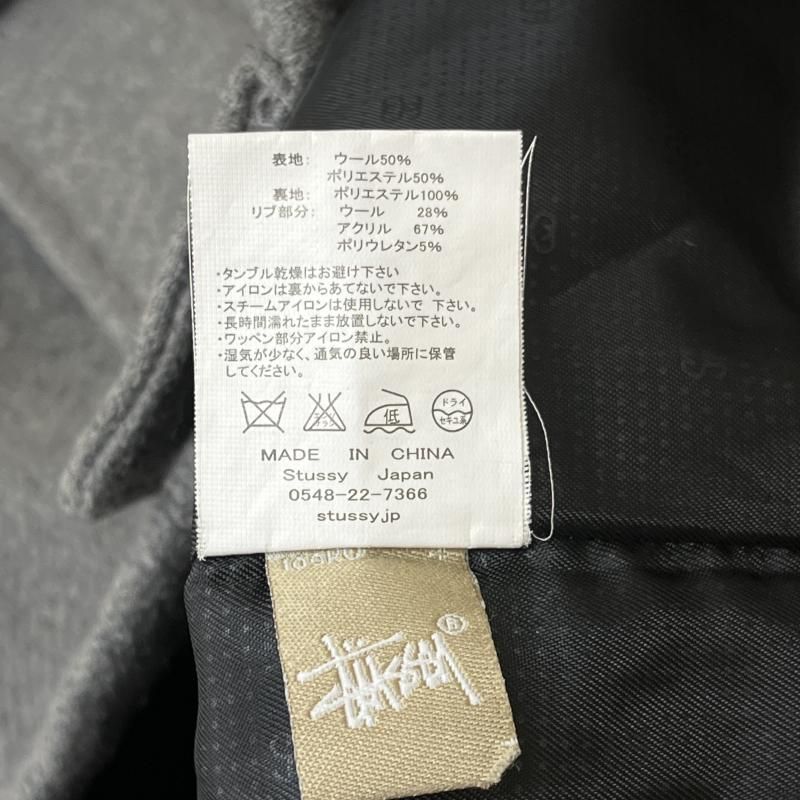 表地: ウール50%
ポリエステル50%
裏地: ポリエステル100%
リブ部分: ウール 28%
アクリル 67%
ポリウレタン5%
・タンブル乾燥はお避け下さい
・アイロンは裏からあてないで下さい。
・スチームアイロンは使用しないで 下さい。
・長時間濡れたまま放置しないで下さい。
・ワッペン部分アイロン禁止。
・湿気が少なく、通気の良い場所に保管
してください。
低
ドライ
セキユ系
MADE IN CHINA
Stussy Japan
0548-22-7366
stussyjp
Stüssy
®